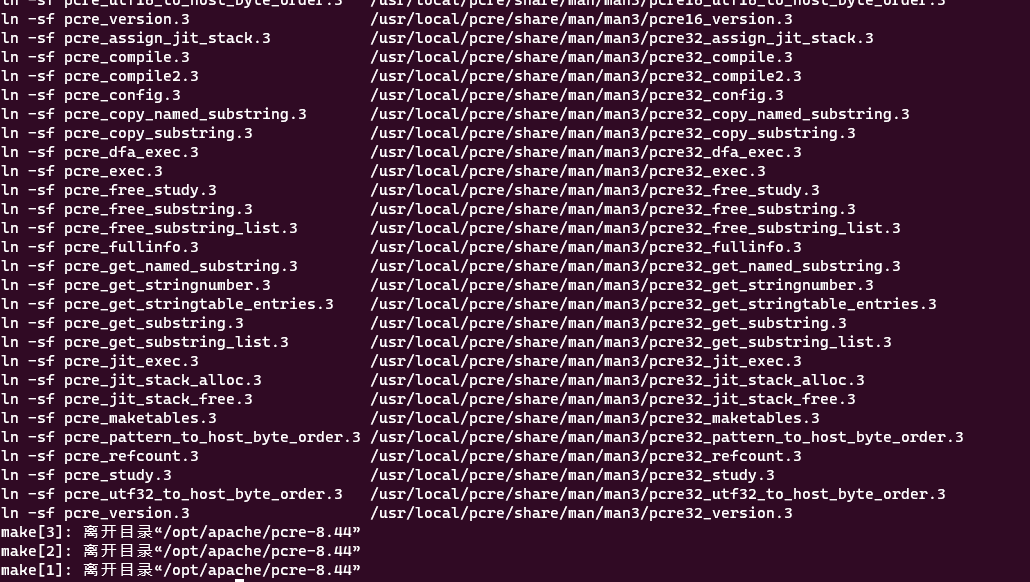 ln -sf pcre_utf16_to_host_byte_order.3 /usr/local/pcre/share/man/man3/pcre16_utf16_to_host_byte_order.3
ln -sf pcre_version.3 /usr/local/pcre/share/man/man3/pcre16_version.3
ln -sf pcre_assign_jit_stack.3 /usr/local/pcre/share/man/man3/pcre32_assign_jit_stack.3
ln -sf pcre_compile.3 /usr/local/pcre/share/man/man3/pcre32_compile.3
ln -sf pcre_compile2.3 /usr/local/pcre/share/man/man3/pcre32_compile2.3
ln -sf pcre_config.3 /usr/local/pcre/share/man/man3/pcre32_config.3
ln -sf pcre_copy_named_substring.3 /usr/local/pcre/share/man/man3/pcre32_copy_named_substring.3
ln -sf pcre_copy_substring.3 /usr/local/pcre/share/man/man3/pcre32_copy_substring.3
ln -sf pcre_dfa_exec.3 /usr/local/pcre/share/man/man3/pcre32_dfa_exec.3
ln -sf pcre_exec.3 /usr/local/pcre/share/man/man3/pcre32_exec.3
ln -sf pcre_free_study.3 /usr/local/pcre/share/man/man3/pcre32_free_study.3
ln -sf pcre_free_substring.3 /usr/local/pcre/share/man/man3/pcre32_free_substring.3
ln -sf pcre_free_substring_list.3 /usr/local/pcre/share/man/man3/pcre32_free_substring_list.3
ln -sf pcre_fullinfo.3 /usr/local/pcre/share/man/man3/pcre32_fullinfo.3
ln -sf pcre_get_named_substring.3 /usr/local/pcre/share/man/man3/pcre32_get_named_substring.3
ln -sf pcre_get_stringnumber.3 /usr/local/pcre/share/man/man3/pcre32_get_stringnumber.3
ln -sf pcre_get_stringtable_entries.3 /usr/local/pcre/share/man/man3/pcre32_get_stringtable_entries.3
ln -sf pcre_get_substring.3 /usr/local/pcre/share/man/man3/pcre32_get_substring.3
ln -sf pcre_get_substring_list.3 /usr/local/pcre/share/man/man3/pcre32_get_substring_list.3
ln -sf pcre_jit_exec.3 /usr/local/pcre/share/man/man3/pcre32_jit_exec.3
ln -sf pcre_jit_stack_alloc.3 /usr/local/pcre/share/man/man3/pcre32_jit_stack_alloc.3
ln -sf pcre_jit_stack_free.3 /usr/local/pcre/share/man/man3/pcre32_jit_stack_free.3
ln -sf pcre_maketables.3 /usr/local/pcre/share/man/man3/pcre32_maketables.3
ln -sf pcre_pattern_to_host_byte_order.3 /usr/local/pcre/share/man/man3/pcre32_pattern_to_host_byte_order.3
ln -sf pcre_refcount.3 /usr/local/pcre/share/man/man3/pcre32_refcount.3
ln -sf pcre_study.3 /usr/local/pcre/share/man/man3/pcre32_study.3
ln -sf pcre_utf32_to_host_byte_order.3 /usr/local/pcre/share/man/man3/pcre32_utf32_to_host_byte_order.3
ln -sf pcre_version.3 /usr/local/pcre/share/man/man3/pcre32_version.3
make[3]: 离开目录“/opt/apache/pcre-8.44”
make[2]: 离开目录“/opt/apache/pcre-8.44”
make[1]: 离开目录“/opt/apache/pcre-8.44”